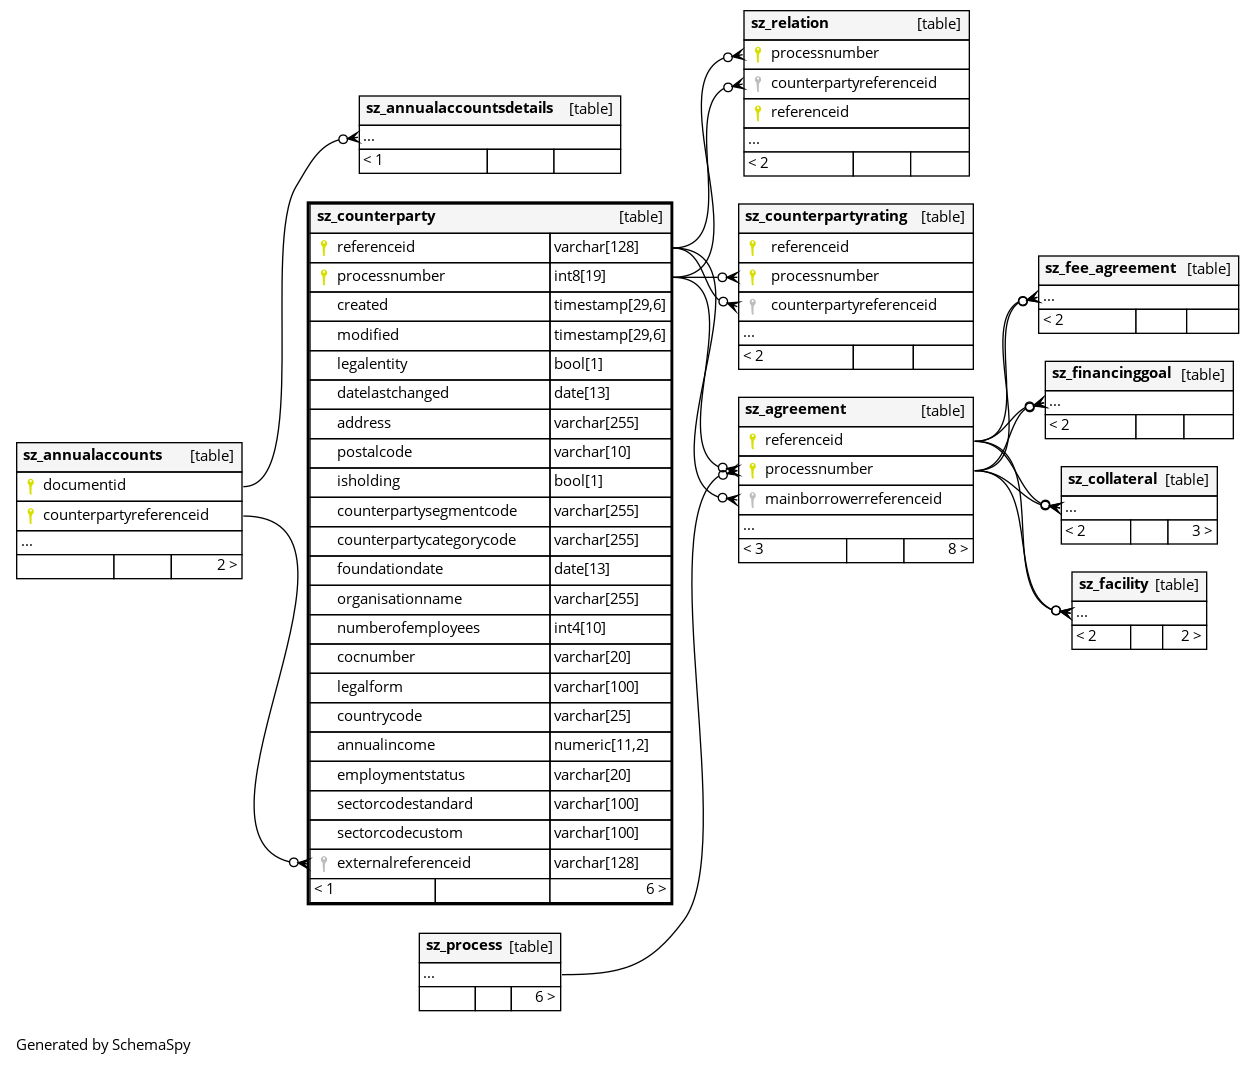 sz_relation [table]
processnumber
counterpartyreferenceid
referenceid
...
< 2
sz_annualaccountsdetails [table]
...
< 1
sz_counterparty [table]
referenceid varchar[128]
processnumber int8[19]
created timestamp[29,6]
modified timestamp[29,6]
legalentity bool[1]
datelastchanged date[13]
address varchar[255]
postalcode varchar[10]
isholding bool[1]
counterpartysegmentcode varchar[255]
counterpartycategorycode varchar[255]
foundationdate date[13]
organisationname varchar[255]
numberofemployees int4[10]
cocnumber varchar[20]
legalform varchar[100]
countrycode varchar[25]
annualincome numeric[11,2]
employmentstatus varchar[20]
sectorcodestandard varchar[100]
sectorcodecustom varchar[100]
externalreferenceid varchar[128]
< 1 6 >
sz_counterpartyrating [table]
referenceid
processnumber
counterpartyreferenceid
...
< 2
sz_fee_agreement [table]
...
< 2
sz_financinggoal [table]
...
< 2
sz_agreement [table]
referenceid
processnumber
mainborrowerreferenceid
...
< 3 8 >
sz_annualaccounts [table]
documentid
counterpartyreferenceid
...
2 >
sz_collateral [table]
...
< 2 3 >
sz_facility [table]
...
< 2 2 >
sz_process [table]
...
6 >
Generated by SchemaSpy